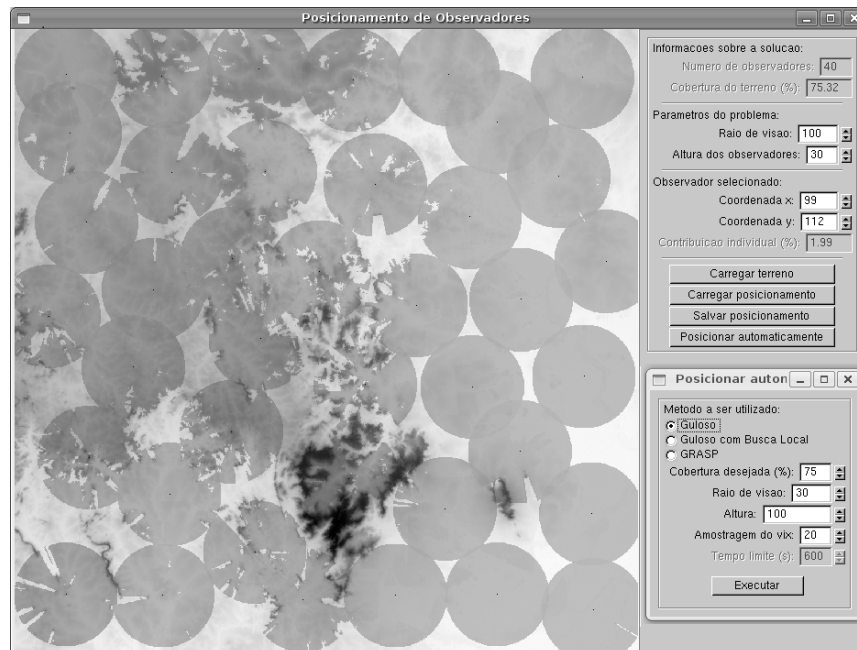 Posicionamento de Observadores
Informacoes sobre a solucao:
Numero de observadores: 40
Cobertura do terreno (%): 75.32
Parametros do problema:
Raio de visao: 100
Altura dos observadores: 30
Observador selecionado:
Coordenada x: 99
Coordenada y: 112
Contribuicao individual (%): 1.99
Carregar terreno
Carregar posicionamento
Salvar posicionamento
Posicionar automaticamente
Posicionar auton
Metodo a ser utilizado:
Guloso
Guloso com Busca Local
GRASP
Cobertura desejada (%): 75
Raio de visao: 30
Altura: 100
Amostragem do vix: 20
Tempo limite (s): 600
Executar